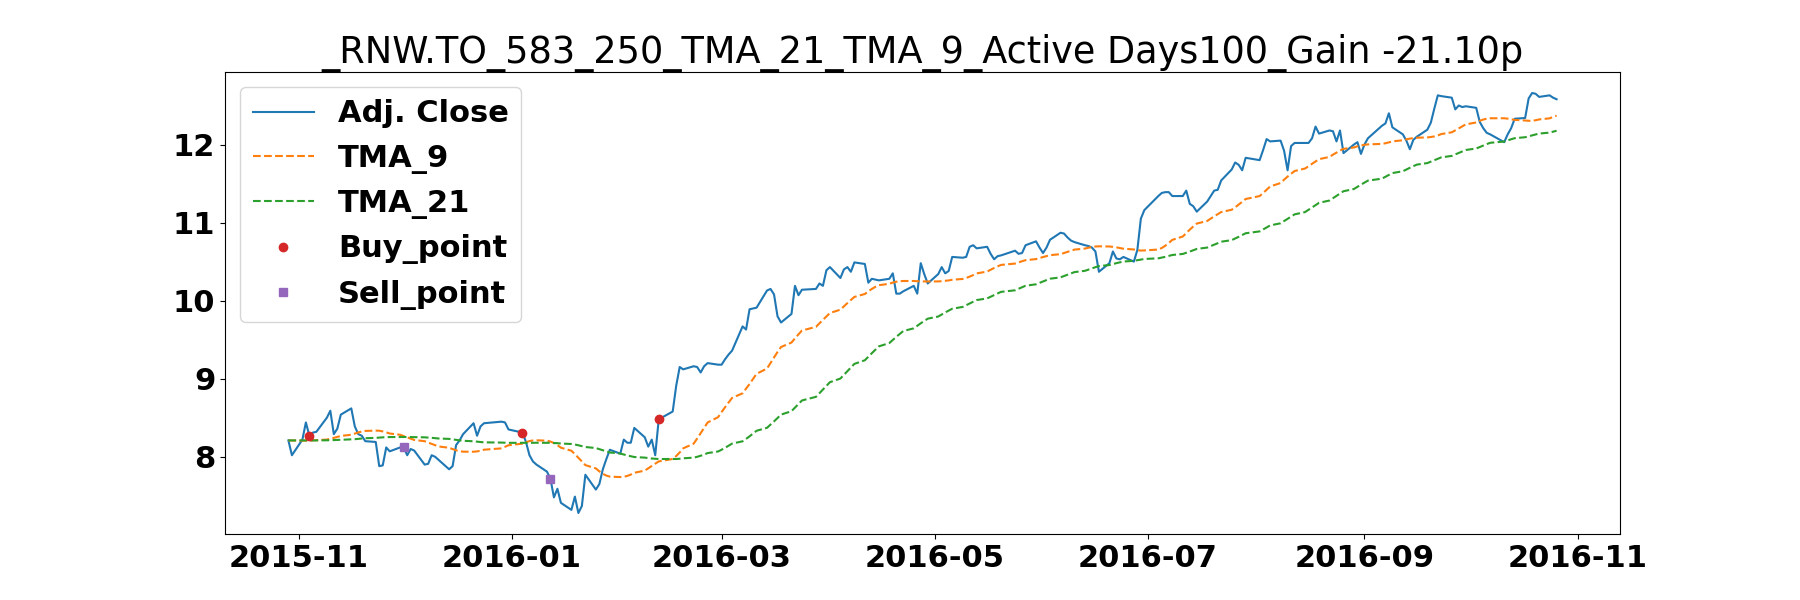 _RNW.TO_583_250_TMA_21_TMA_9_Active Days100_Gain -21.10p
Adj. Close
TMA_9
TMA_21
Buy_point
Sell_point
12
11
10
9
8
2015-11 2016-01 2016-03 2016-05 2016-07 2016-09 2016-11